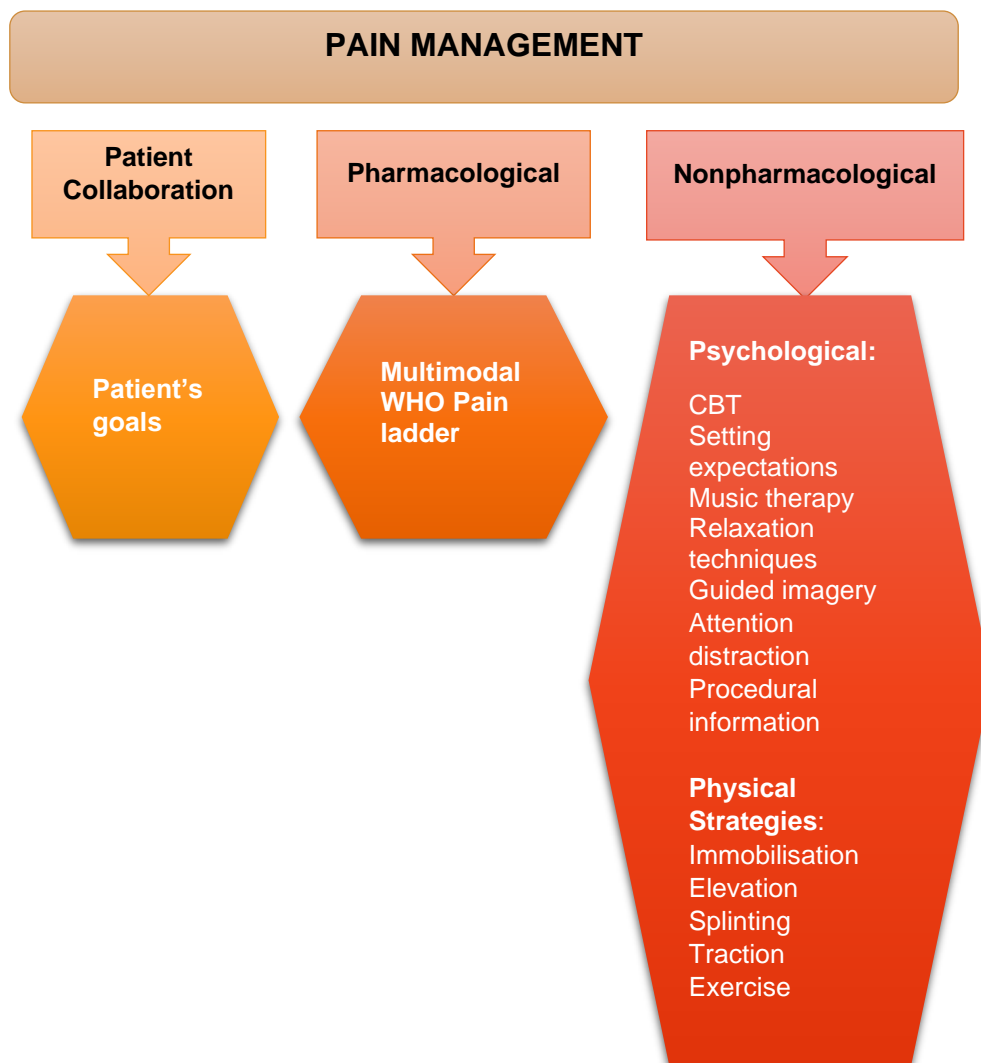 PAIN MANAGEMENT
Patient
Collaboration
Pharmacological
Nonpharmacological
Patient’s
goals
Multimodal
WHO Pain
ladder
Psychological:
CBT
Setting
expectations
Music therapy
Relaxation
techniques
Guided imagery
Attention
distraction
Procedural
information
Physical
Strategies:
Immobilisation
Elevation
Splinting
Traction
Exercise